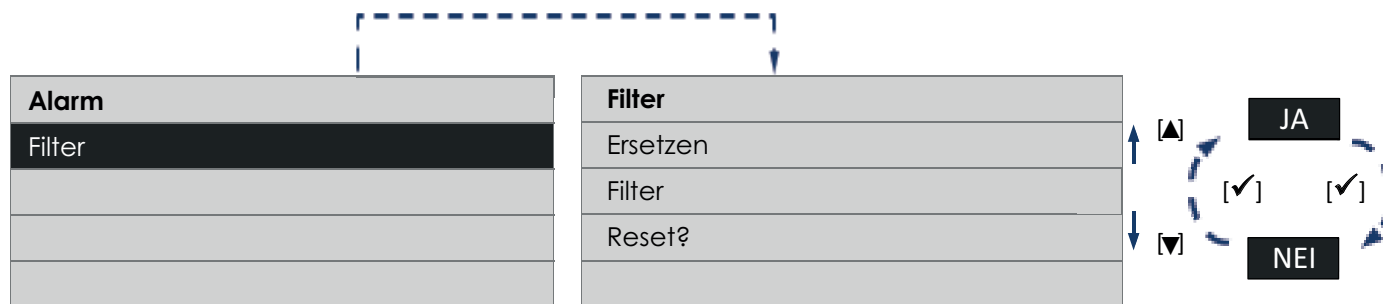 Alarm
Filter
Filter
Ersetzen
Filter
Reset?
[▲]
[▼]
JA
[✓] [✓]
NEI